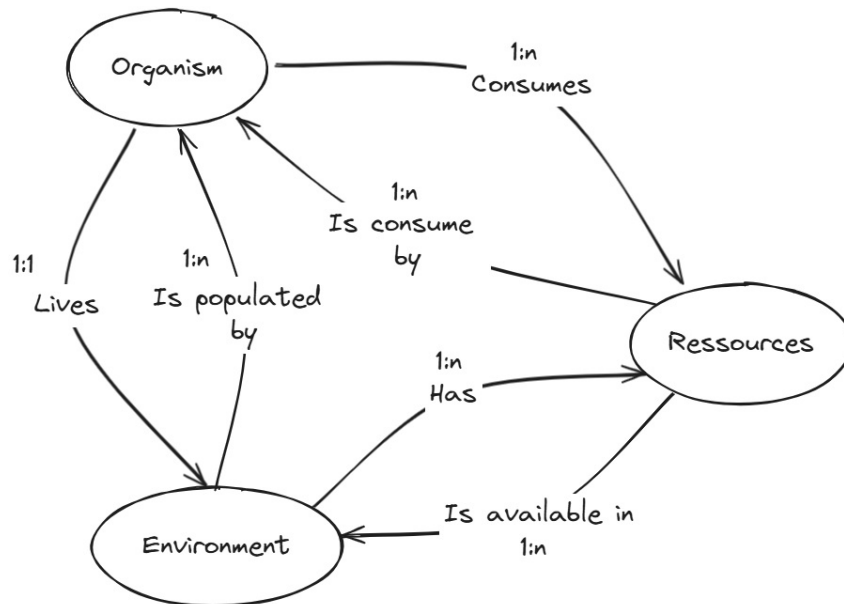 Organism
1:n
Consumes
1:n
Is consume
by
1:1
Lives
1:n
Is populated
by
Ressources
1:n
Has
Is available in
1:n
Environment